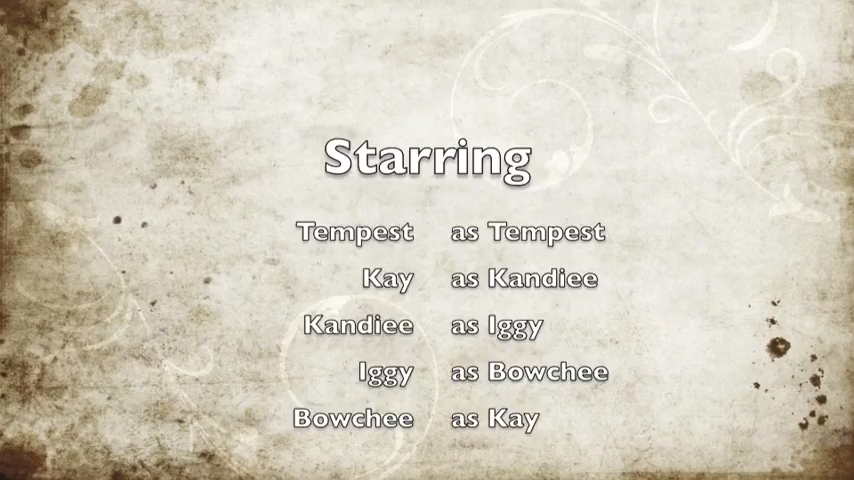 Starring
Tempest as Tempest
Kay as Kandiee
Kandiee as Iggy
Iggy as Bowchee
Bowchee as Kay